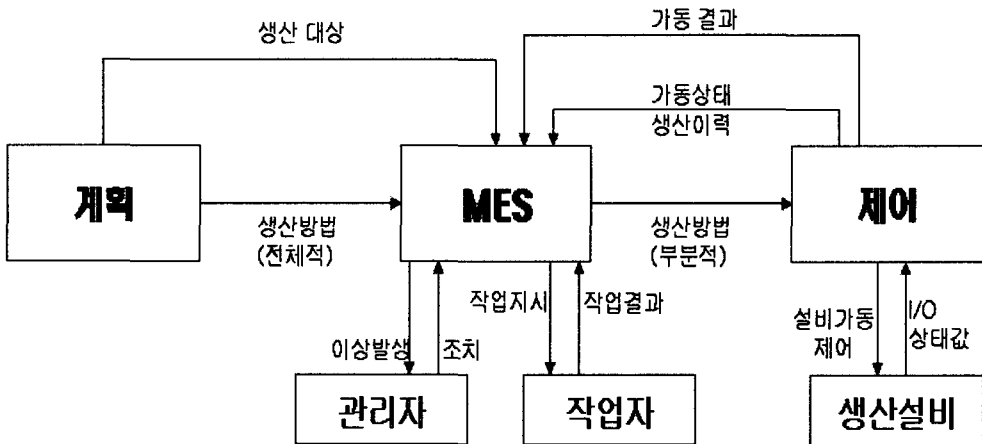 생산 대상
가동 결과
가동상태
생산이력
계획
MES
제어
생산방법
(전체적)
생산방법
(부분적)
작업지시
작업결과
설비가동
제어
I/O
상태값
이상발생
조치
관리자
작업자
생산설비